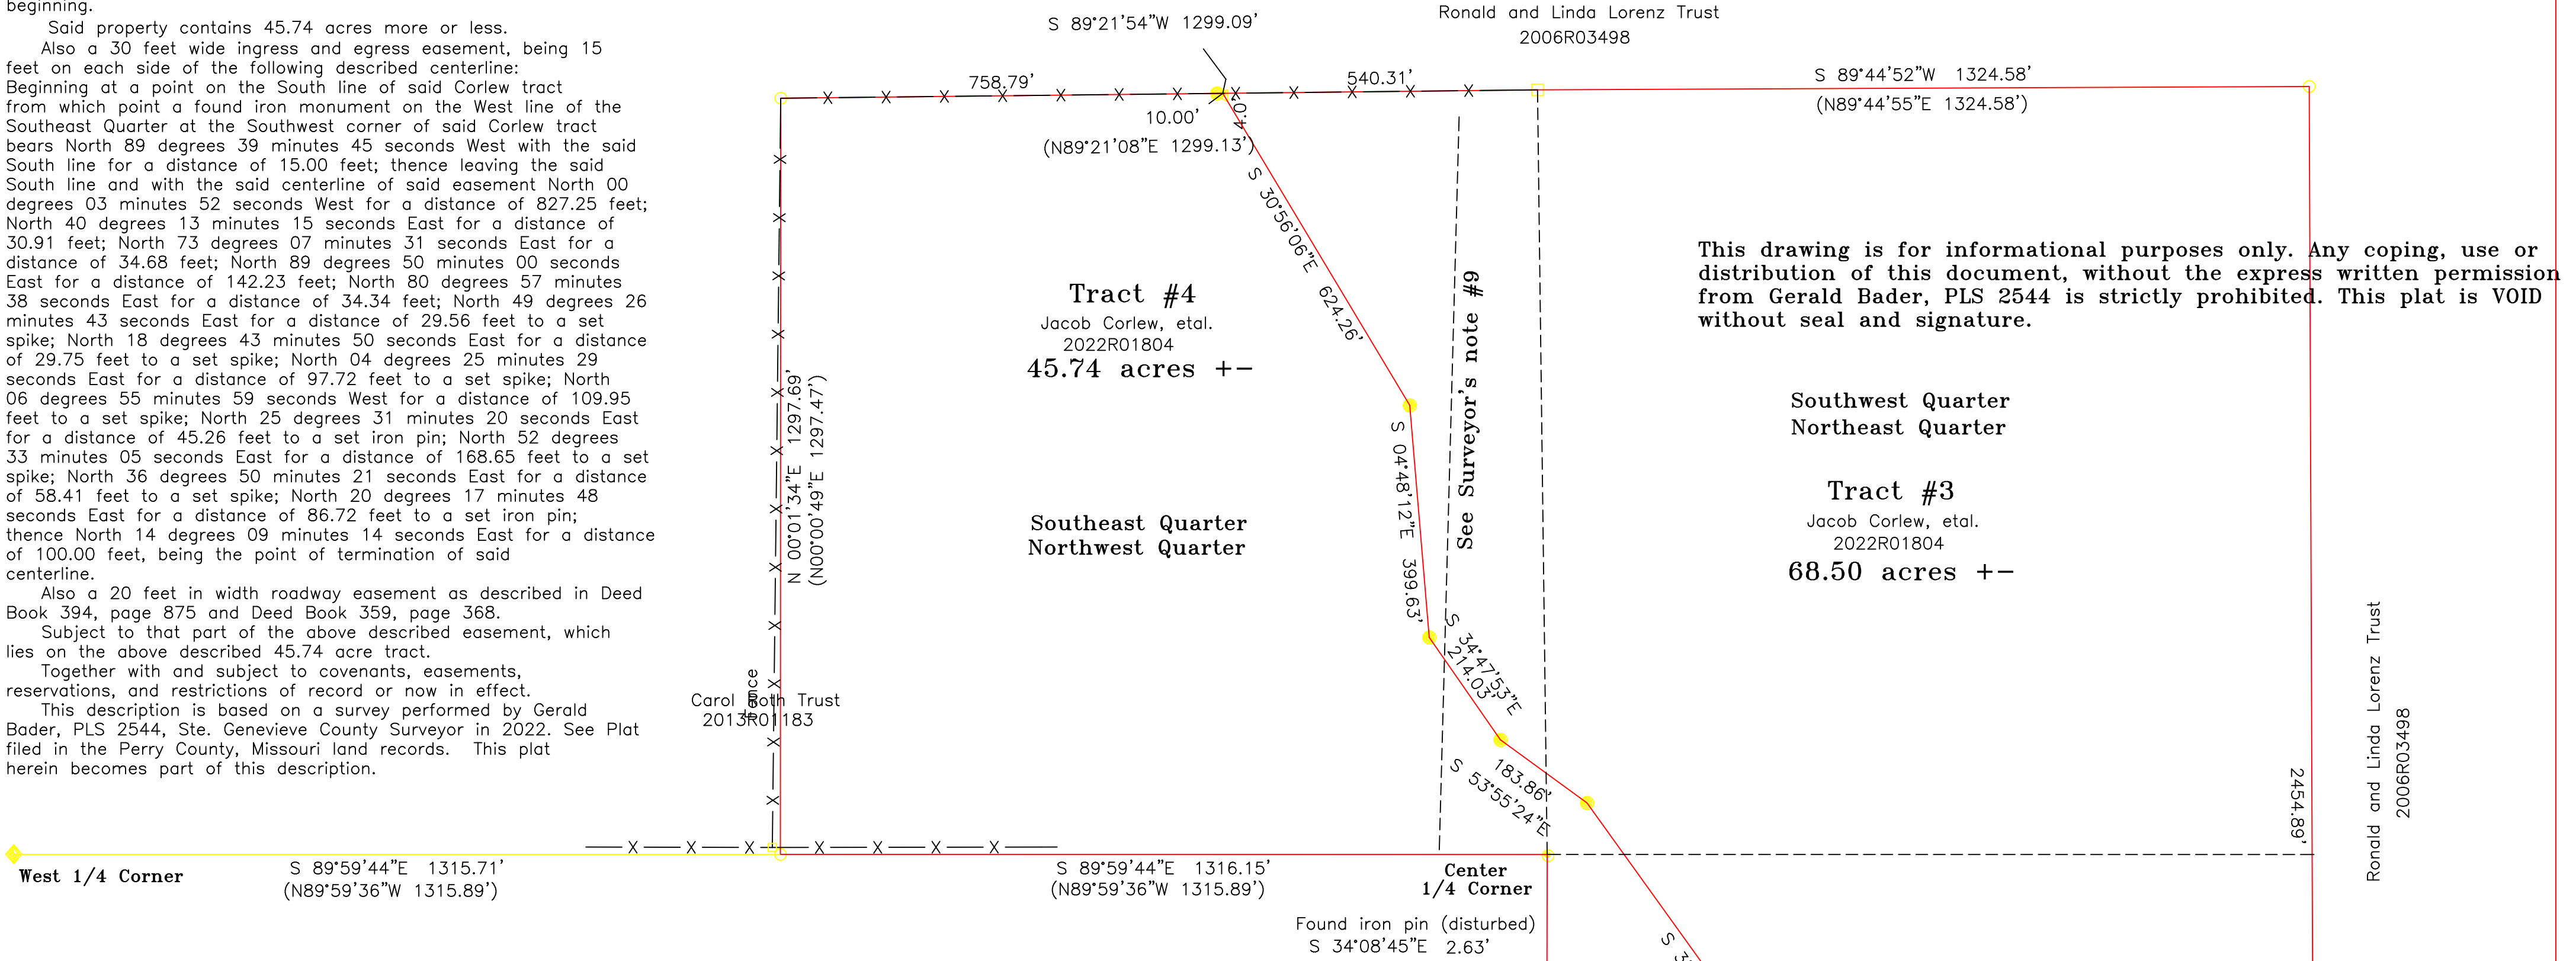 beginning.
Said property contains 45.74 acres more or less.
Also a 30 feet wide ingress and egress easement, being 15
feet on each side of the following described centerline:
Beginning at a point on the South line of said Corlew tract
from which point a found iron monument on the West line of the
Southeast Quarter at the Southwest corner of said Corlew tract
bears North 89 degrees 39 minutes 45 seconds West with the said
South line for a distance of 15.00 feet; thence leaving the said
South line and with the said centerline of said easement North 00
degrees 03 minutes 52 seconds West for a distance of 827.25 feet;
North 40 degrees 13 minutes 15 seconds East for a distance of
30.91 feet; North 73 degrees 07 minutes 31 seconds East for a
distance of 34.68 feet; North 89 degrees 50 minutes 00 seconds
East for a distance of 142.23 feet; North 80 degrees 57 minutes
38 seconds East for a distance of 34.34 feet; North 49 degrees 26
minutes 43 seconds East for a distance of 29.56 feet to a set
spike; North 18 degrees 43 minutes 50 seconds East for a distance
of 29.75 feet to a set spike; North 04 degrees 25 minutes 29
seconds East for a distance of 97.72 feet to a set spike; North
06 degrees 55 minutes 59 seconds West for a distance of 109.95
feet to a set spike; North 25 degrees 31 minutes 20 seconds East
for a distance of 45.26 feet to a set iron pin; North 52 degrees
33 minutes 05 seconds East for a distance of 168.65 feet to a set
spike; North 36 degrees 50 minutes 21 seconds East for a distance
of 58.41 feet to a set spike; North 20 degrees 17 minutes 48
seconds East for a distance of 86.72 feet to a set iron pin;
thence North 14 degrees 09 minutes 14 seconds East for a distance
of 100.00 feet, being the point of termination of said
centerline.
Also a 20 feet in width roadway easement as described in Deed
Book 394, page 875 and Deed Book 359, page 368.
Subject to that part of the above described easement, which
lies on the above described 45.74 acre tract.
Together with and subject to covenants, easements,
reservations, and restrictions of record or now in effect.
This description is based on a survey performed by Gerald
Bader, PLS 2544, Ste. Genevieve County Surveyor in 2022. See Plat
filed in the Perry County, Missouri land records. This plat
herein becomes part of this description.
S 89°21'54"W 1299.09'
Ronald and Linda Lorenz Trust
2006R03498
758.79'
540.31'
S 89°44'52"W 1324.58'
(N89°44'55"E 1324.58')
10.00'
(N89°21'08"E 1299.13')
S 30°56'06"E 624.26'
Tract #4
Jacob Corlew, etal.
2022R01804
45.74 acres +-
See Surveyor's note #9
This drawing is for informational purposes only. Any coping, use or
distribution of this document, without the express written permission
from Gerald Bader, PLS 2544 is strictly prohibited. This plat is VOID
without seal and signature.
N 00°01'34"E 1297.69'
(N00°00'49"E 1297.47')
S 04°48'12"E 399.63'
Southwest Quarter
Northeast Quarter
Southeast Quarter
Northwest Quarter
Tract #3
Jacob Corlew, etal.
2022R01804
68.50 acres +-
S 34°47'53"E
214.03'
Fence
Carol Roth Trust
2013R01183
183.86'
S 53°55'24"E
2454.89'
Ronald and Linda Lorenz Trust
2006R03498
West 1/4 Corner
S 89°59'44"E 1315.71'
(N89°59'36"W 1315.89')
S 89°59'44"E 1316.15'
(N89°59'36"W 1315.89')
Center
1/4 Corner
Found iron pin (disturbed)
S 34°08'45"E 2.63'